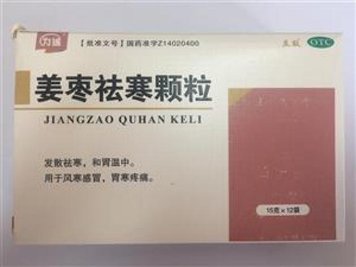 【批准文号】国药准字Z14020400
OTC
姜枣祛寒颗粒
JIANGZAO QUHAN KELI
发散祛寒，和胃温中。
用于风寒感冒，胃寒疼痛。
15克×12袋